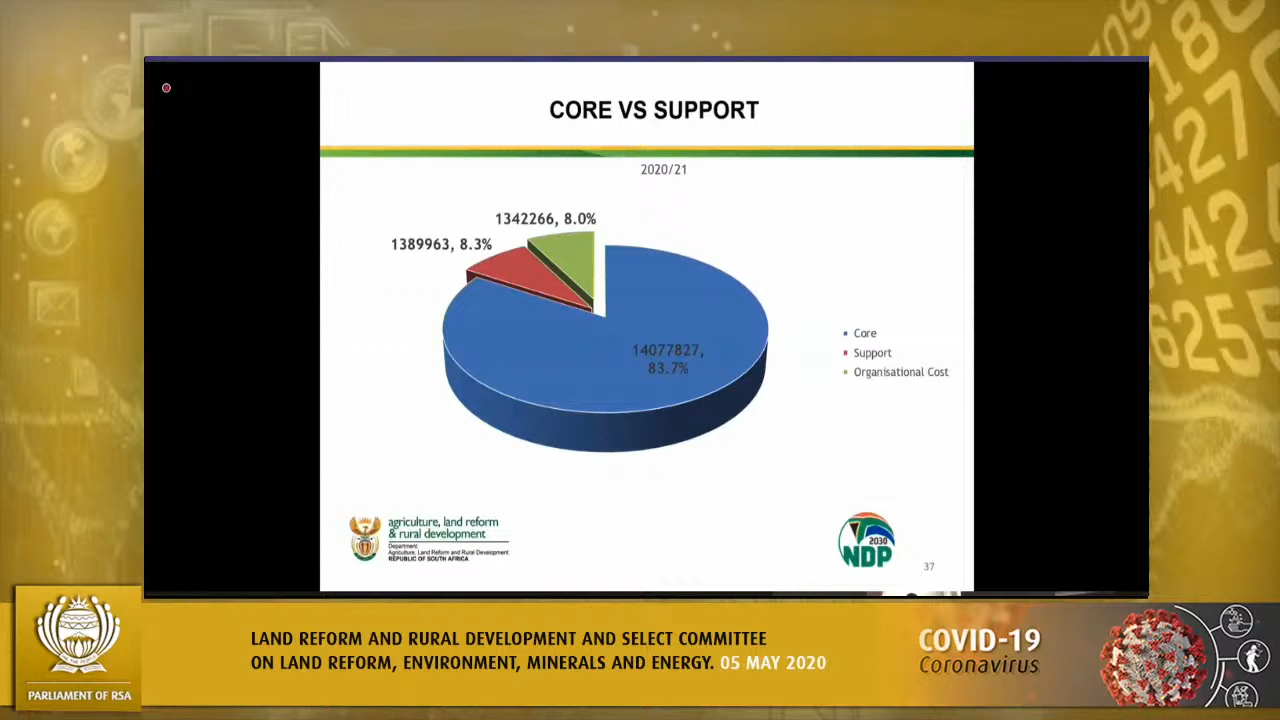 CORE VS SUPPORT
2020/21
1342266, 8.0%
1389963, 8.3%
14077827,
83.7%
Core
Support
Organisational Cost
agriculture, land reform
& rural development
Department:
Agriculture, Land Reform and Rural Development
REPUBLIC OF SOUTH AFRICA
2030
NDP
37
PARLIAMENT OF RSA
LAND REFORM AND RURAL DEVELOPMENT AND SELECT COMMITTEE
ON LAND REFORM, ENVIRONMENT, MINERALS AND ENERGY. 05 MAY 2020
COVID-19
Coronavirus